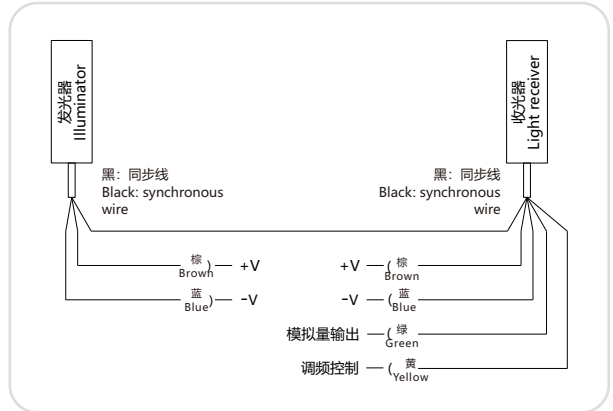 发光器
Illuminator
收光器
Light receiver
黑：同步线
Black: synchronous
wire
黑：同步线
Black: synchronous
wire
棕
Brown
+V
+V
棕
Brown
蓝
Blue
-V
-V
蓝
Blue
模拟量输出
绿
Green
调频控制
黄
Yellow